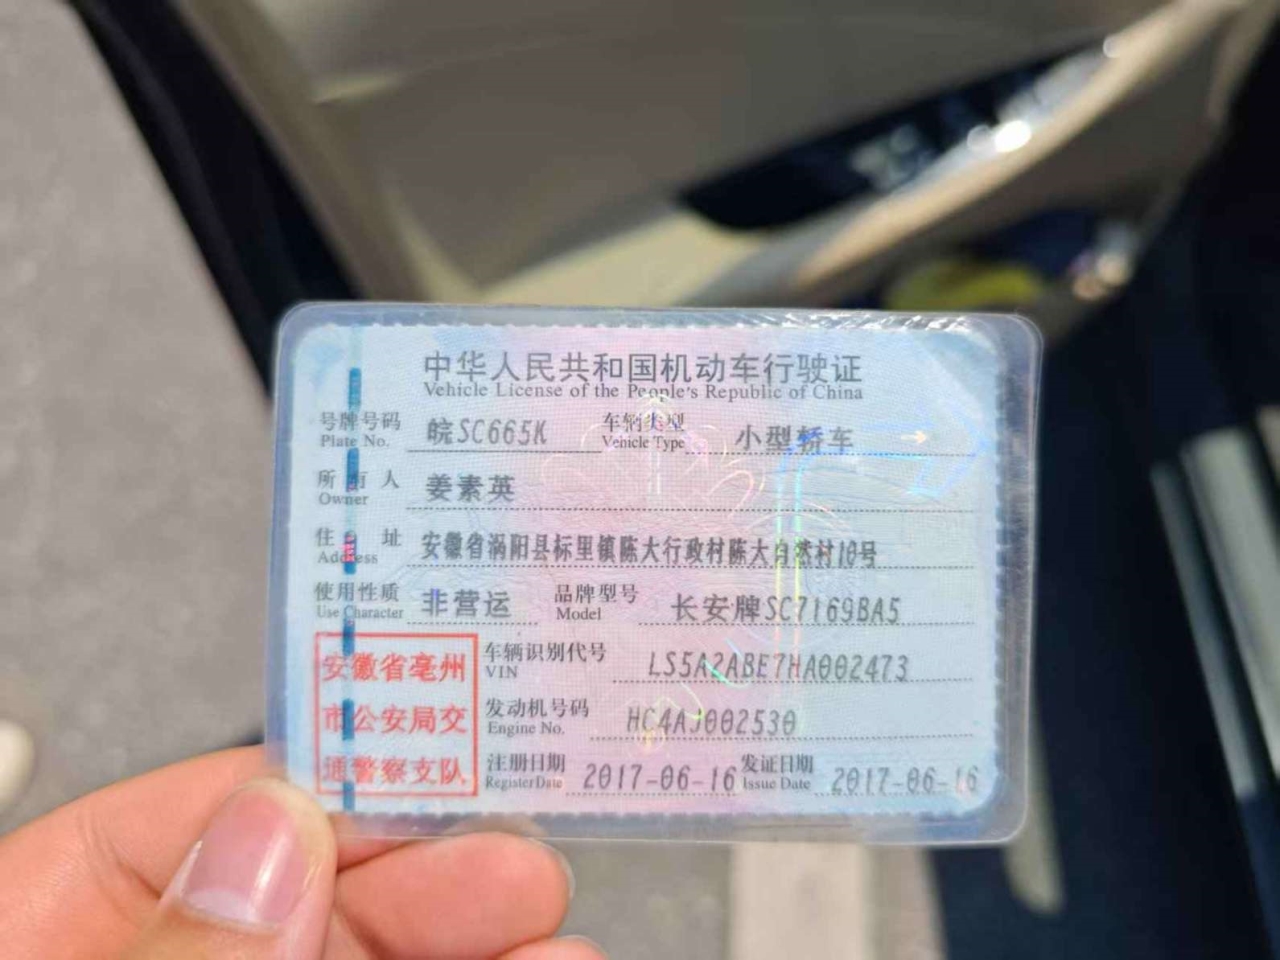 中华人民共和国机动车行驶证
Vehicle License of the People's Republic of China
号牌号码 皖SC665K 车辆类型 小型轿车
Plate No. Vehicle Type
所有人 姜素英
Owner
住址 安徽省涡阳县标里镇陈大行政村陈大自然村10号
Address
使用性质 非营运 品牌型号 长安牌SC7169BA5
Use Character Model
安徽省亳州
市公安局交
通警察支队
车辆识别代号 LS5A2ABE7HA002473
VIN
发动机号码 HC4AJ002530
Engine No.
注册日期 2017-06-16 发证日期 2017-06-16
Register Date Issue Date